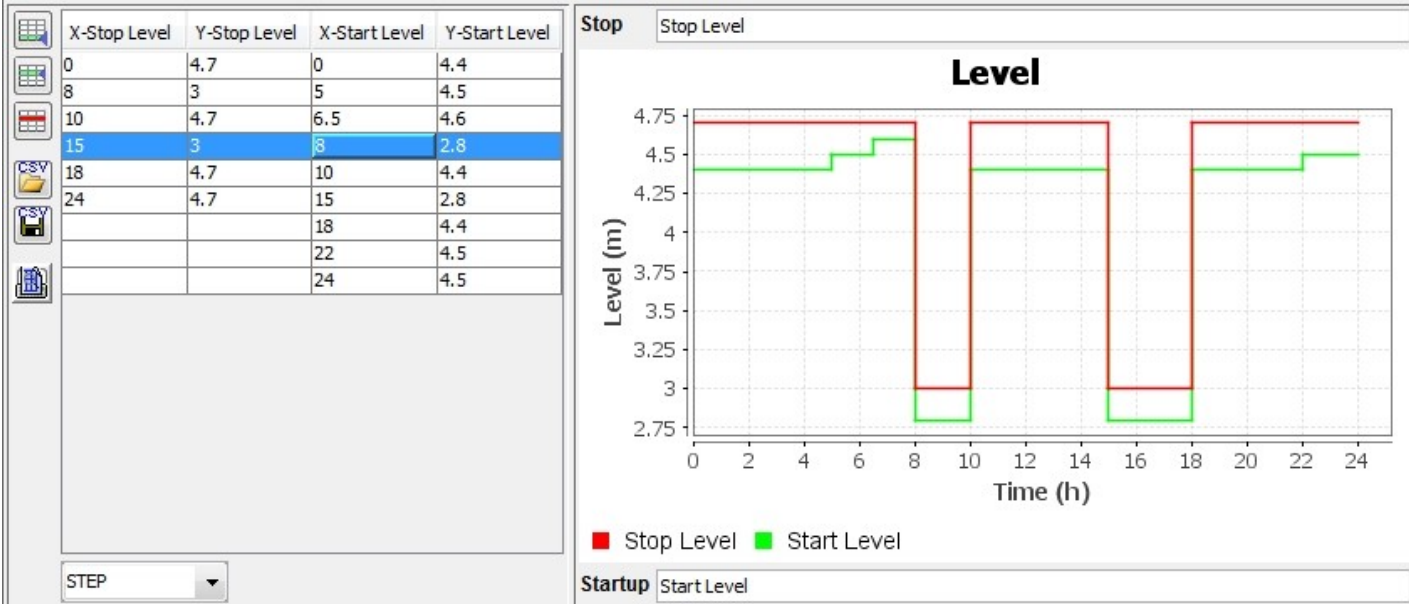 X-Stop Level Y-Stop Level X-Start Level Y-Start Level
0 4.7 0 4.4
8 3 5 4.5
10 4.7 6.5 4.6
15 3 8 2.8
18 4.7 10 4.4
24 4.7 15 2.8
18 4.4
22 4.5
24 4.5
CSV
CSV
STEP
Stop Stop Level
Level
4.75
4.5
4.25
4
3.75
3.5
3.25
3
2.75
Level (m)
0 2 4 6 8 10 12 14 16 18 20 22 24
Time (h)
Stop Level Start Level
Startup Start Level